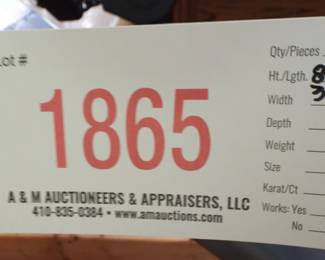 Lot #
1865
A & M AUCTIONEERS & APPRAISERS, LLC
410-835-0384 • www.amauctions.com
Qty/Pieces
Ht./Lgth. 8
Width
Depth
Weight
Size
Karat/Ct
Works: Yes
No